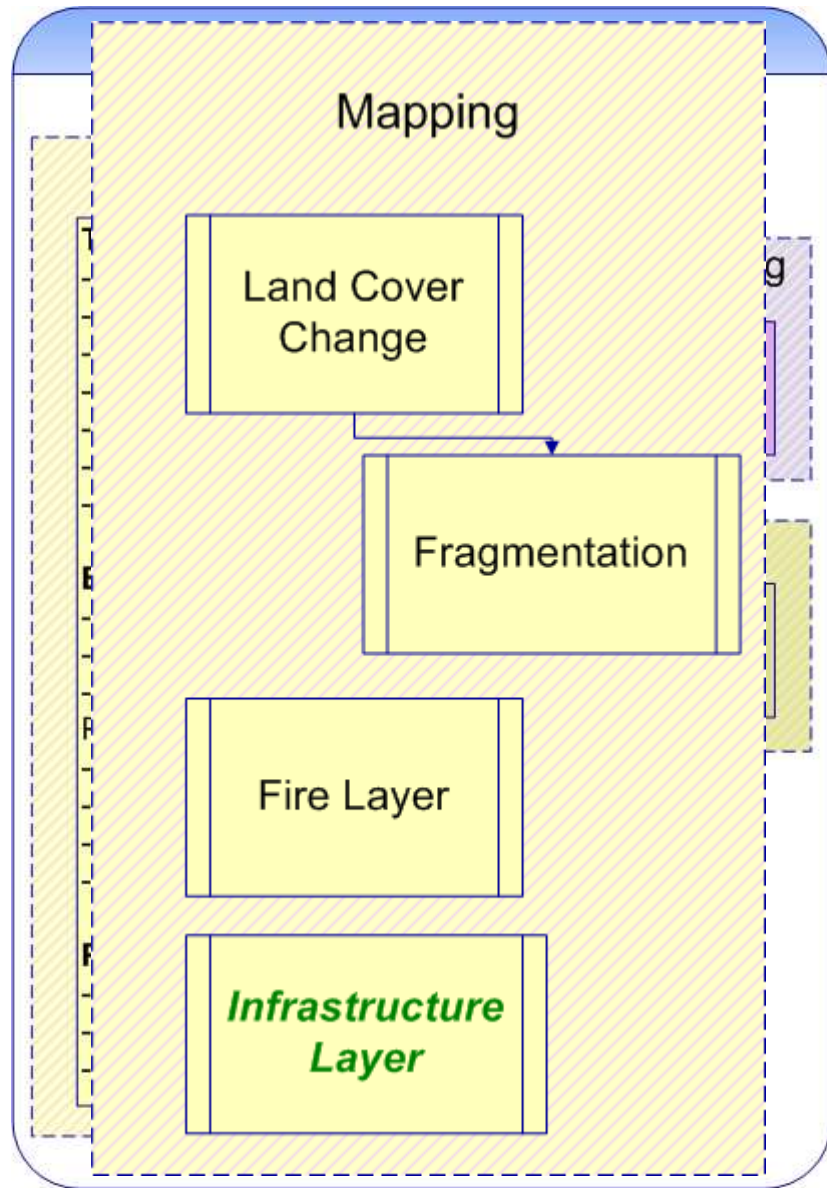 Mapping
Land Cover
Change
Fragmentation
Fire Layer
Infrastructure
Layer